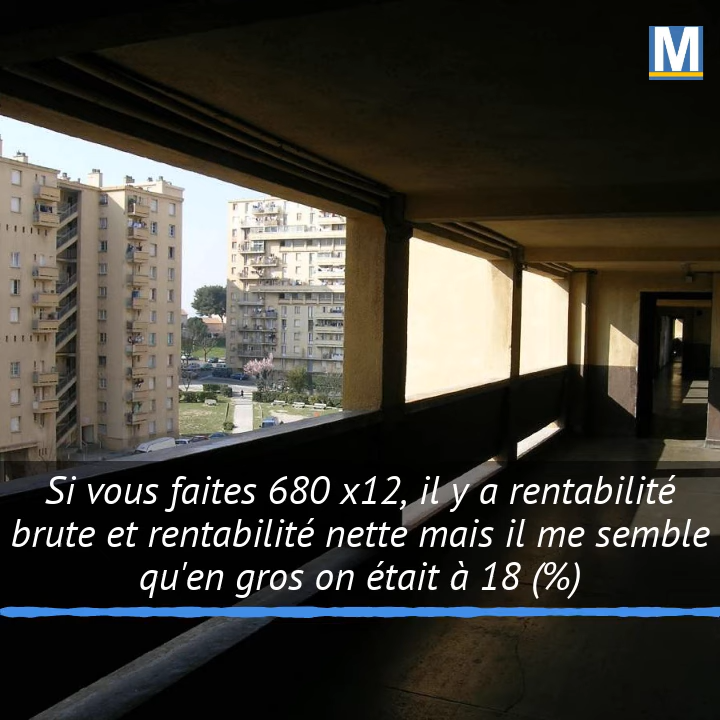 M
Si vous faites 680 x12, il y a rentabilité
brute et rentabilité nette mais il me semble
qu'en gros on était à 18 (%)